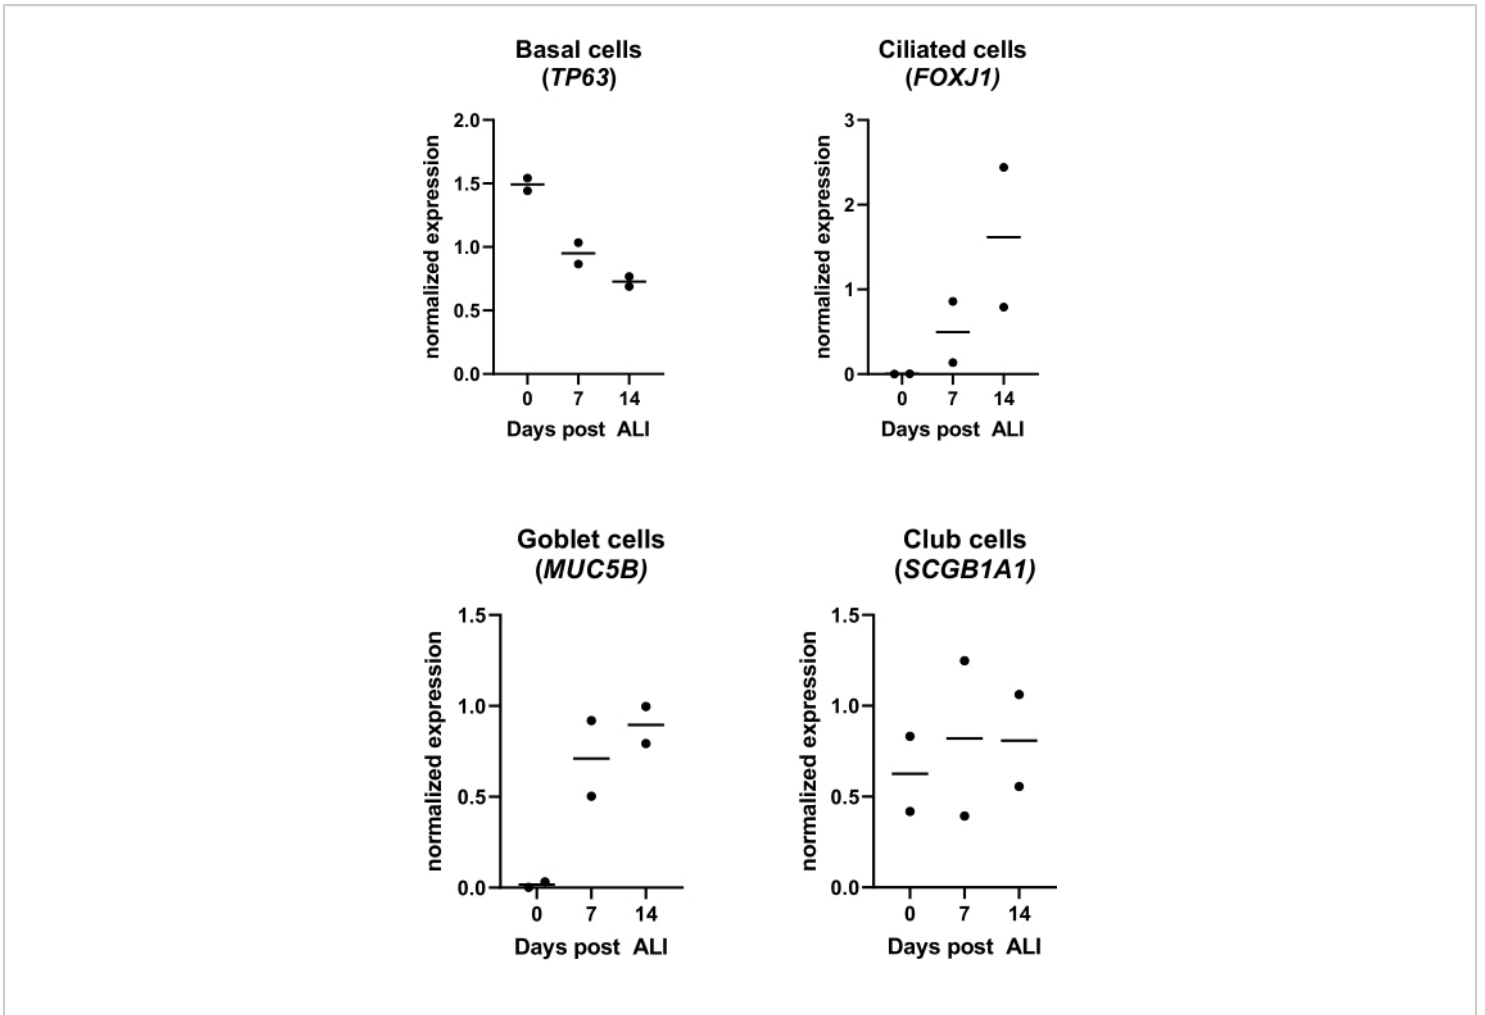 Basal cells
(TP63)
normalized expression
2.0
1.5
1.0
0.5
0.0
0 7 14
Days post ALI
Ciliated cells
(FOXJ1)
normalized expression
3
2
1
0
0 7 14
Days post ALI
Goblet cells
(MUC5B)
normalized expression
1.5
1.0
0.5
0.0
0 7 14
Days post ALI
Club cells
(SCGB1A1)
normalized expression
1.5
1.0
0.5
0.0
0 7 14
Days post ALI